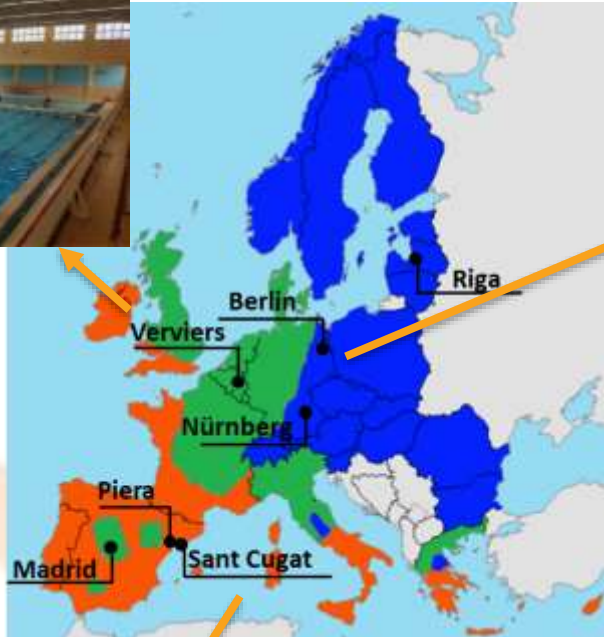 Riga
Berlin
Verviers
Nürnberg
Piera
Sant Cugat
Madrid